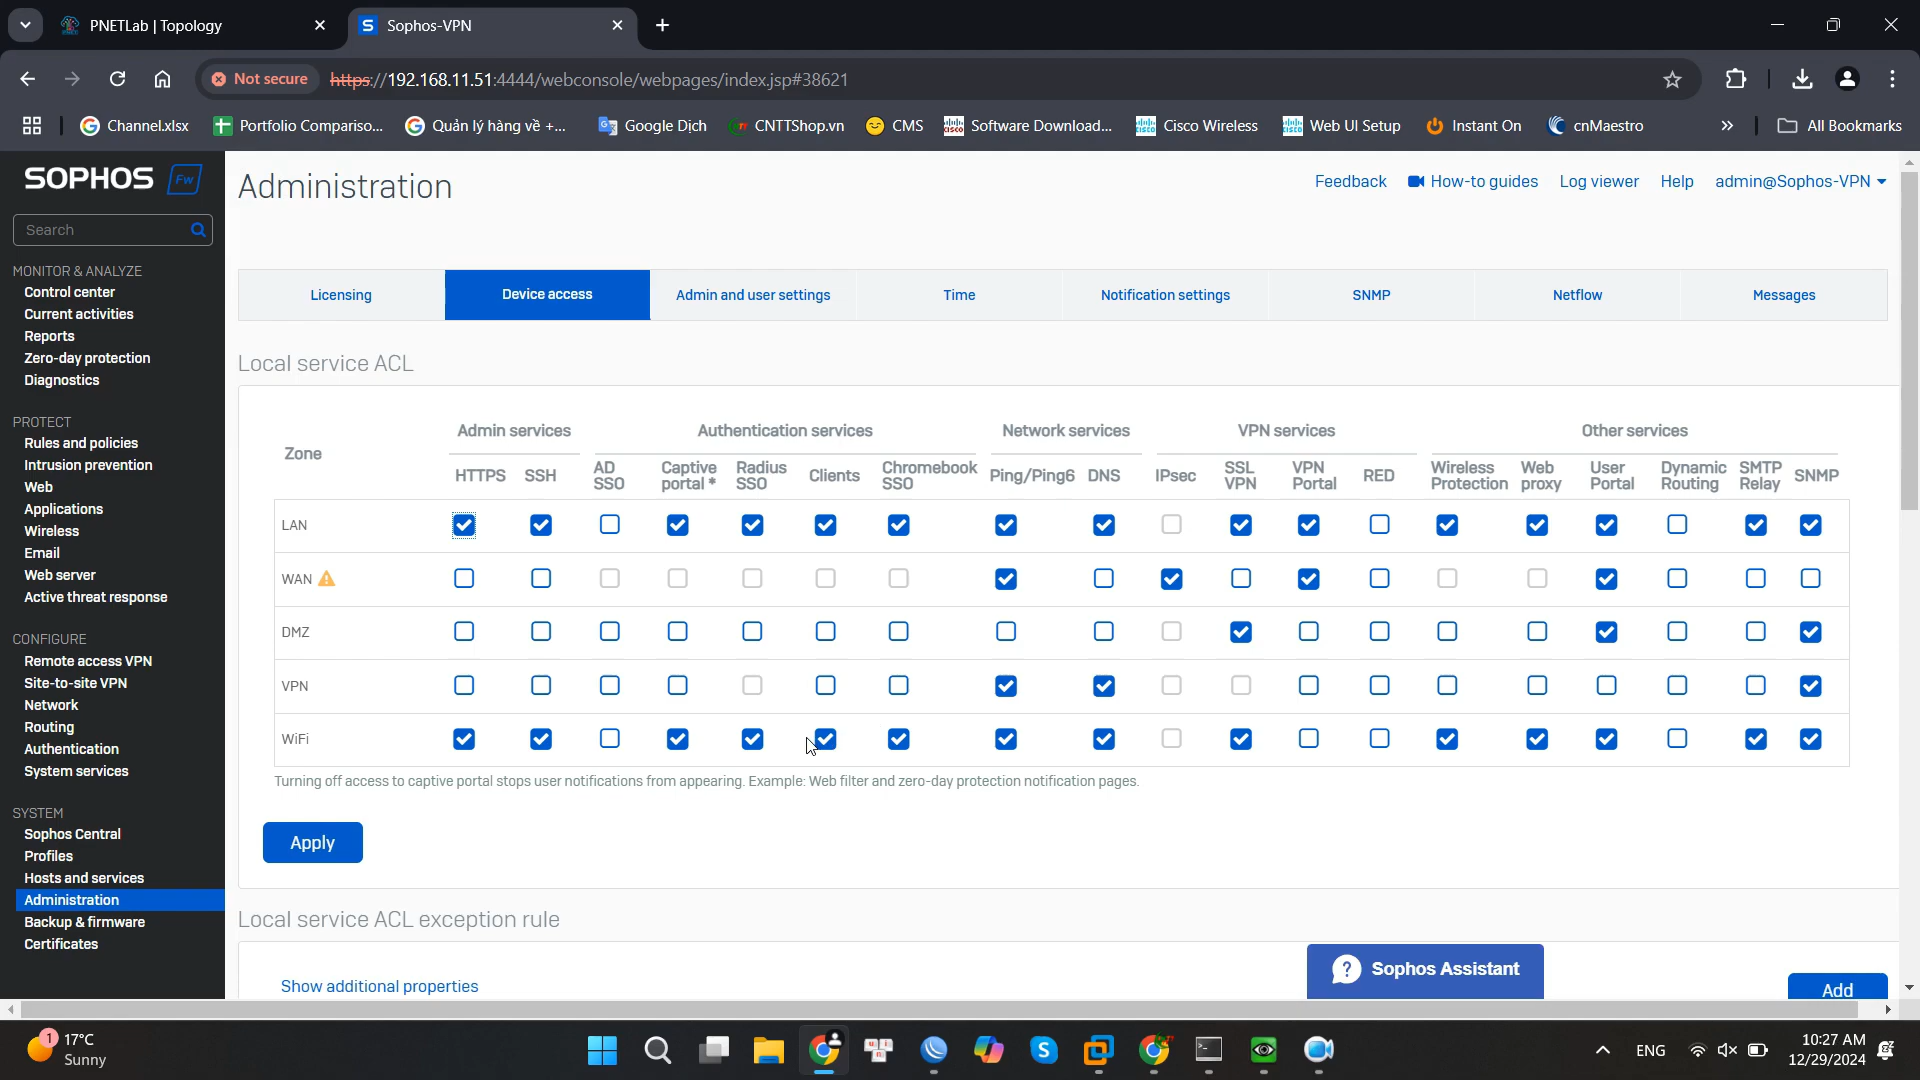 PNETLab | Topology
Sophos-VPN
Not secure
https://192.168.11.51:4444/webconsole/webpages/index.jsp#38621
Channel.xlsx
Portfolio Compariso...
Quản lý hàng về +-...
Google Dịch
CNTTShop.vn
CMS
Software Download...
Cisco Wireless
Web UI Setup
Instant On
cnMaestro
All Bookmarks
SOPHOS Fw
Search
MONITOR & ANALYZE
Control center
Current activities
Reports
Zero-day protection
Diagnostics
PROTECT
Rules and policies
Intrusion prevention
Web
Applications
Wireless
Email
Web server
Active threat response
CONFIGURE
Remote access VPN
Site-to-site VPN
Network
Routing
Authentication
System services
SYSTEM
Sophos Central
Profiles
Hosts and services
Administration
Backup & firmware
Certificates
Administration
Feedback
How-to guides
Log viewer
Help
admin@Sophos-VPN
Licensing
Device access
Admin and user settings
Time
Notification settings
SNMP
Netflow
Messages
Local service ACL
Zone
Admin services
Authentication services
Network services
VPN services
Other services
HTTPS
SSH
AD SSO
Captive portal *
Radius SSO
Clients
Chromebook SSO
Ping/Ping6
DNS
IPsec
SSL VPN
VPN Portal
RED
Wireless Protection
Web proxy
User Portal
Dynamic Routing
SMTP Relay
SNMP
LAN
WAN
DMZ
VPN
WiFi
Turning off access to captive portal stops user notifications from appearing. Example: Web filter and zero-day protection notification pages.
Apply
Local service ACL exception rule
Show additional properties
? Sophos Assistant
Add
1
17°C
Sunny
ENG
10:27 AM
12/29/2024